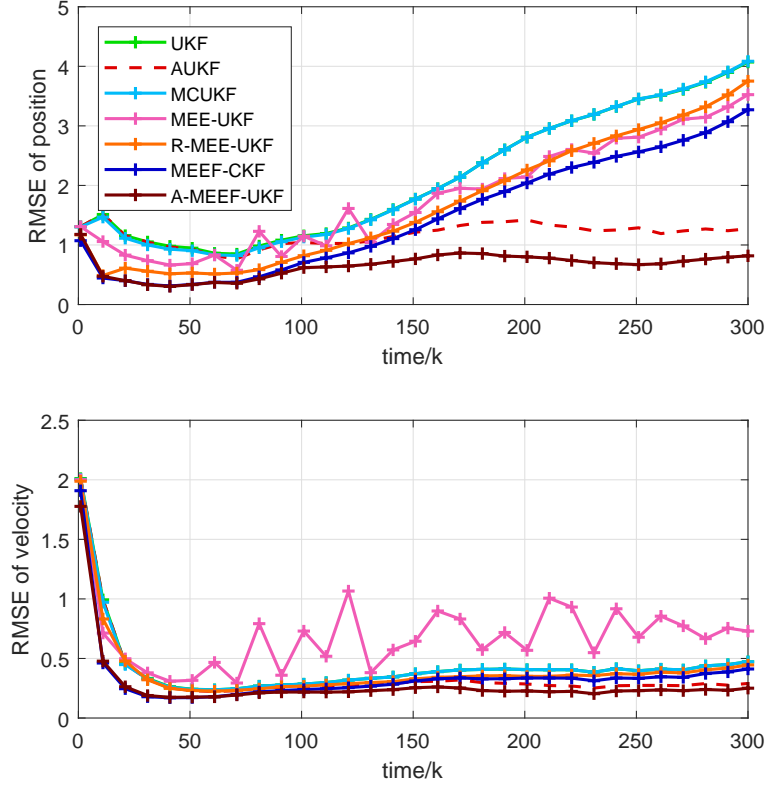 5
4
3
2
1
0
RMSE of position
UKF
AUKF
MCUKF
MEE-UKF
R-MEE-UKF
MEEF-CKF
A-MEEF-UKF
0 50 100 150 200 250 300
time/k
2.5
2
1.5
1
0.5
0
RMSE of velocity
0 50 100 150 200 250 300
time/k